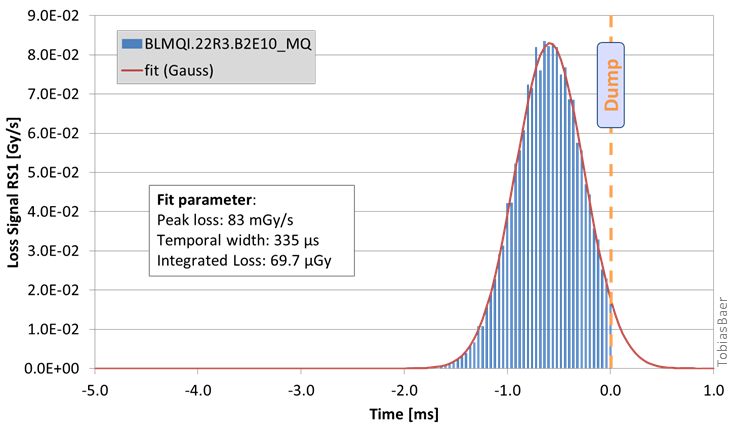 9.0E-02
8.0E-02
7.0E-02
6.0E-02
5.0E-02
4.0E-02
3.0E-02
2.0E-02
1.0E-02
0.0E+00
Loss Signal RS1 [Gy/s]
BLMQI.22R3.B2E10_MQ
fit (Gauss)
Fit parameter:
Peak loss: 83 mGy/s
Temporal width: 335 µs
Integrated Loss: 69.7 µGy
Dump
TobiasBaer
-5.0 -4.0 -3.0 -2.0 -1.0 0.0 1.0
Time [ms]